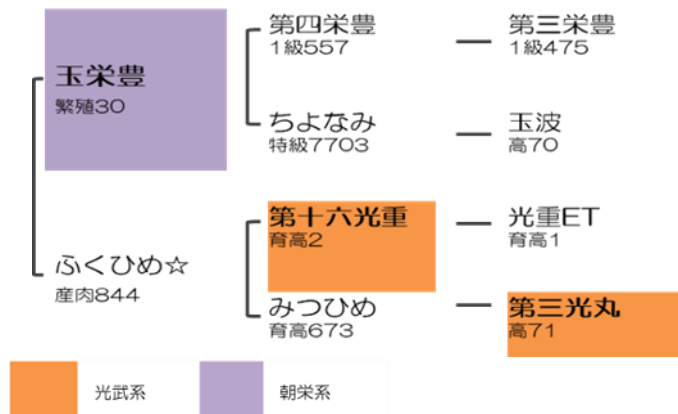 玉栄豊
繁殖30
第四栄豊
1級557
第三栄豊
1級475
ちよなみ
特級7703
玉波
高70
ふくひめ☆
産肉844
第十六光重
育高2
光重ET
育高1
みつひめ
育高673
第三光丸
高71
光武系
朝栄系